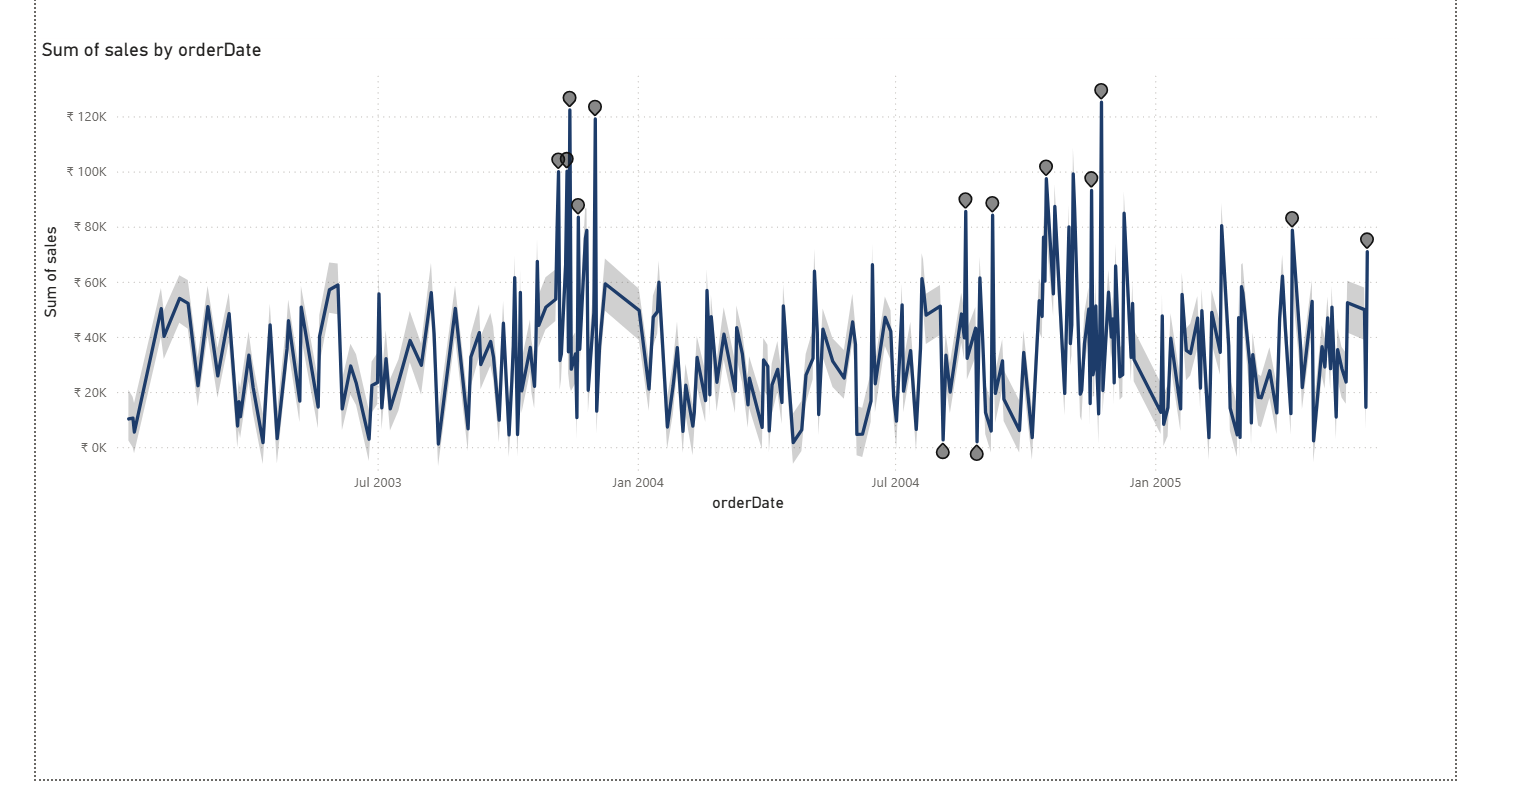 Sum of sales by orderDate
₹ 120K
₹ 100K
₹ 80K
₹ 60K
₹ 40K
₹ 20K
₹ 0K
Sum of sales
Jul 2003
Jan 2004
Jul 2004
Jan 2005
orderDate